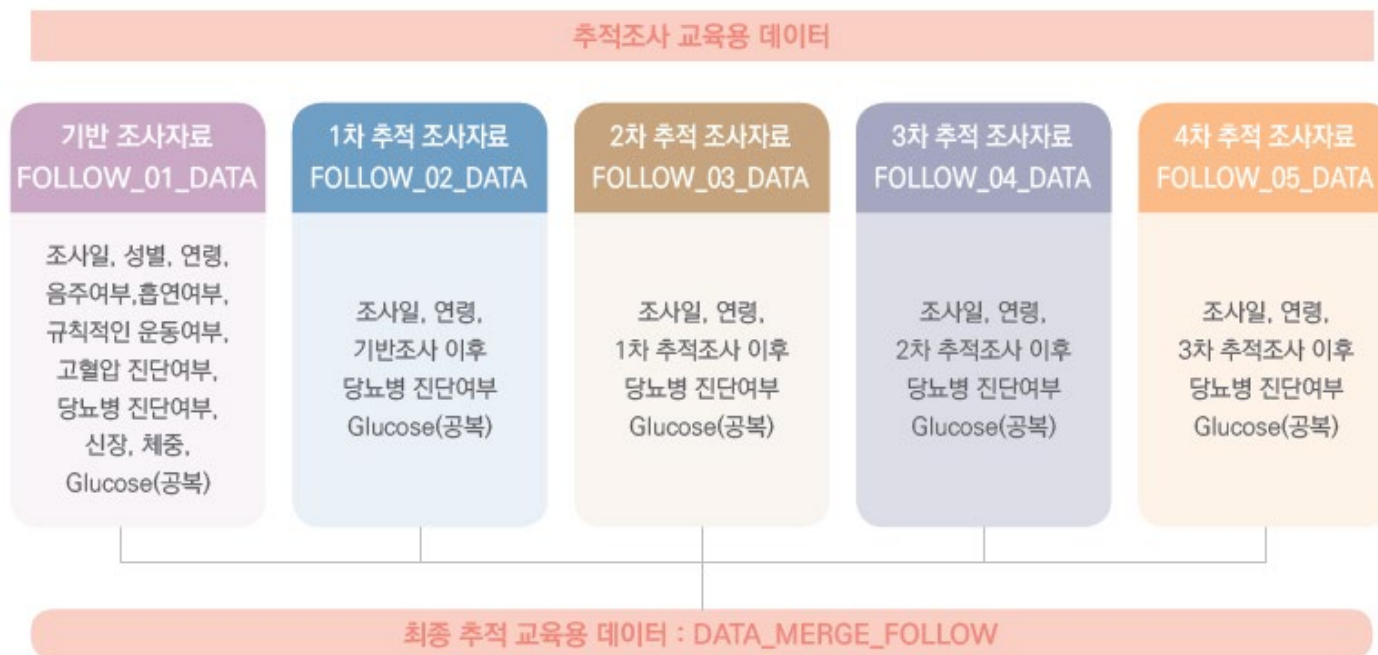 추적조사 교육용 데이터
기반 조사자료
FOLLOW_01_DATA
조사일, 성별, 연령,
음주여부,흡연여부,
규칙적인 운동여부,
고혈압 진단여부,
당뇨병 진단여부,
신장, 체중,
Glucose(공복)
1차 추적 조사자료
FOLLOW_02_DATA
조사일, 연령,
기반조사 이후
당뇨병 진단여부
Glucose(공복)
2차 추적 조사자료
FOLLOW_03_DATA
조사일, 연령,
1차 추적조사 이후
당뇨병 진단여부
Glucose(공복)
3차 추적 조사자료
FOLLOW_04_DATA
조사일, 연령,
2차 추적조사 이후
당뇨병 진단여부
Glucose(공복)
4차 추적 조사자료
FOLLOW_05_DATA
조사일, 연령,
3차 추적조사 이후
당뇨병 진단여부
Glucose(공복)
최종 추적 교육용 데이터 : DATA_MERGE_FOLLOW